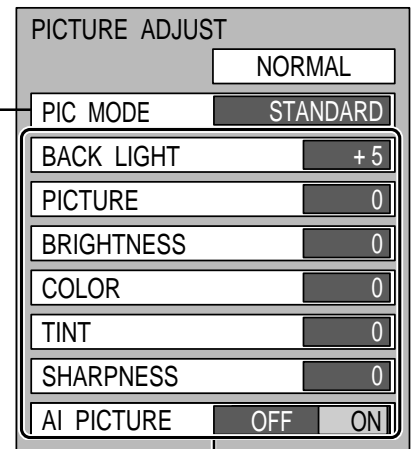 PICTURE ADJUST
NORMAL
PIC MODE STANDARD
BACK LIGHT + 5
PICTURE 0
BRIGHTNESS 0
COLOR 0
TINT 0
SHARPNESS 0
AI PICTURE OFF ON